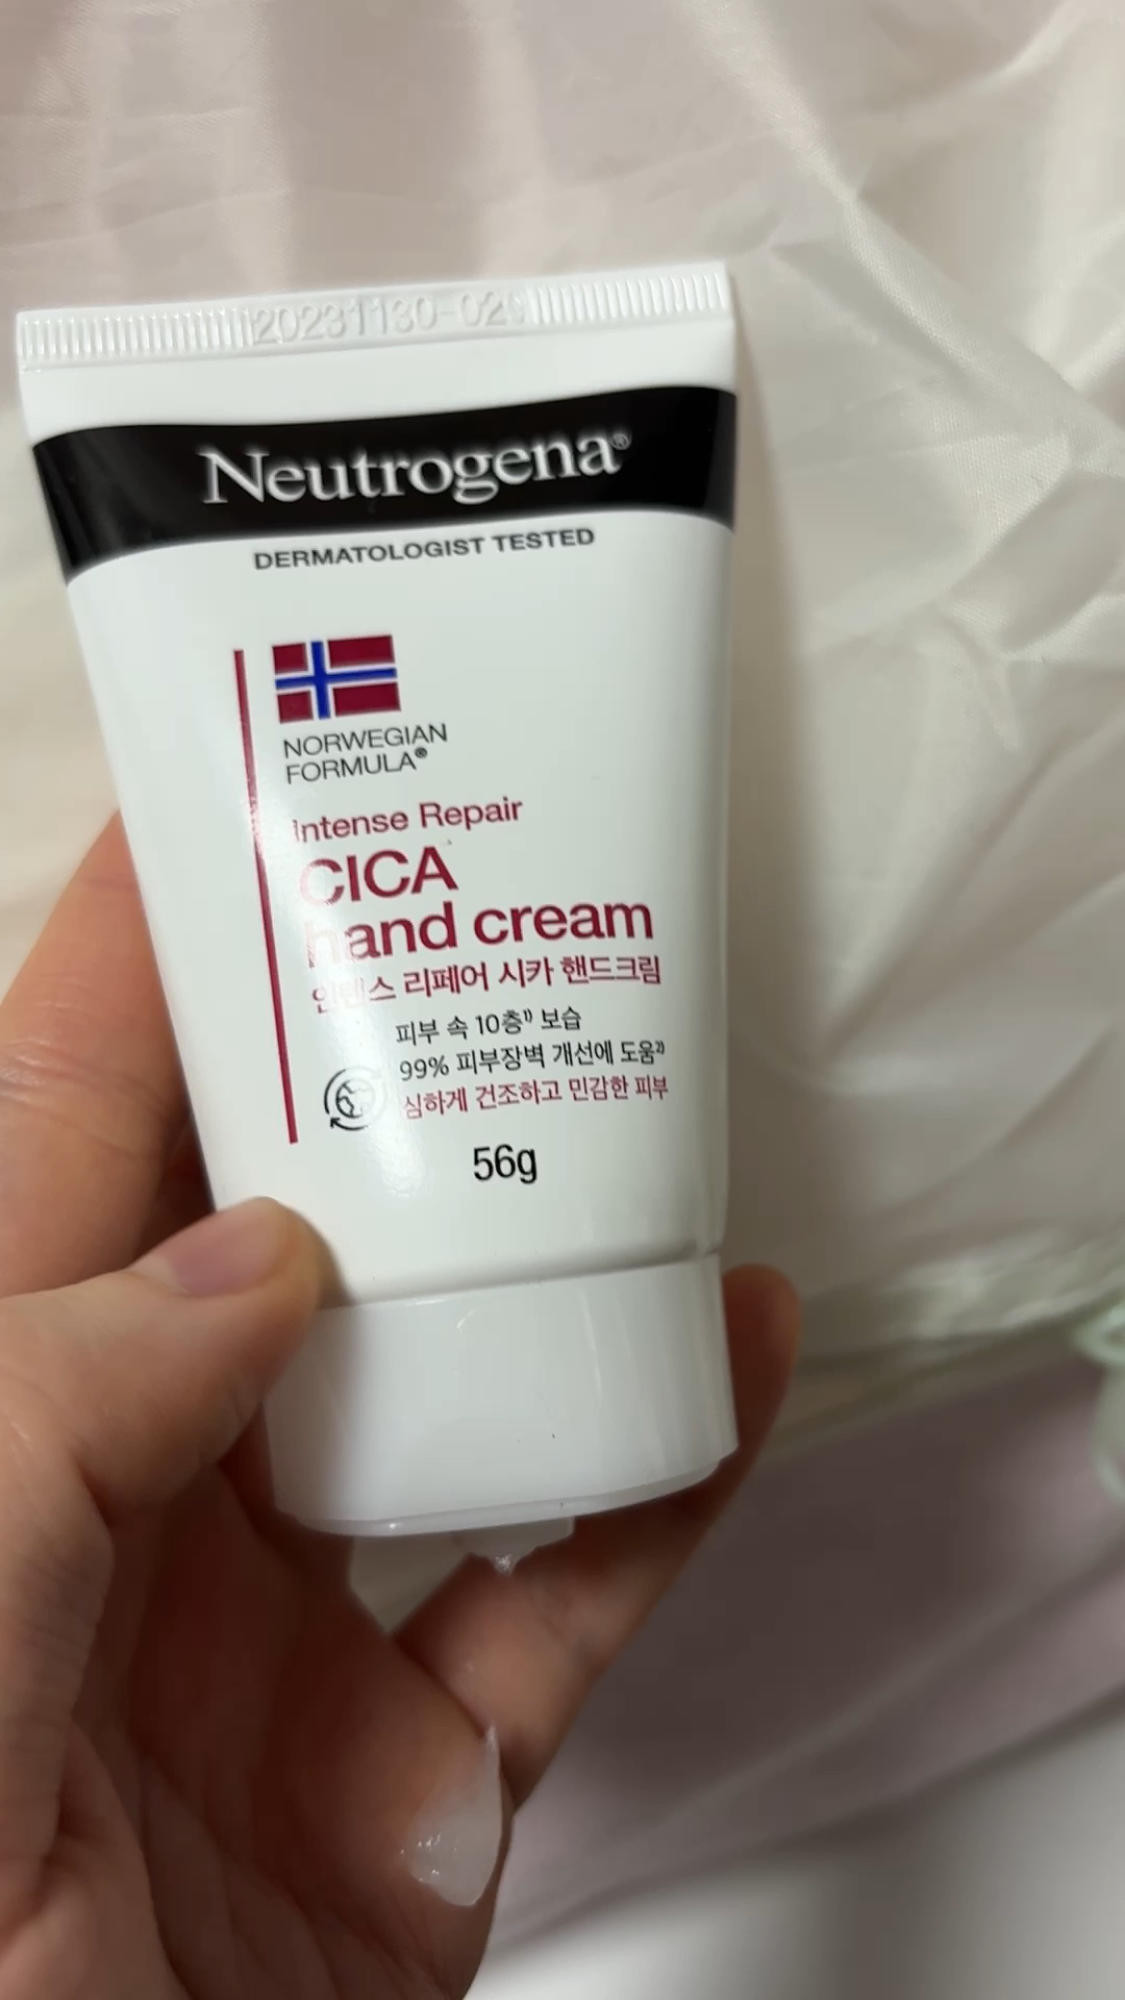 20231130-02
Neutrogena®
DERMATOLOGIST TESTED
NORWEGIAN
FORMULA®
Intense Repair
CICA
hand cream
인텐스 리페어 시카 핸드크림
피부 속 10층1) 보습
99% 피부장벽 개선에 도움2)
심하게 건조하고 민감한 피부
56g